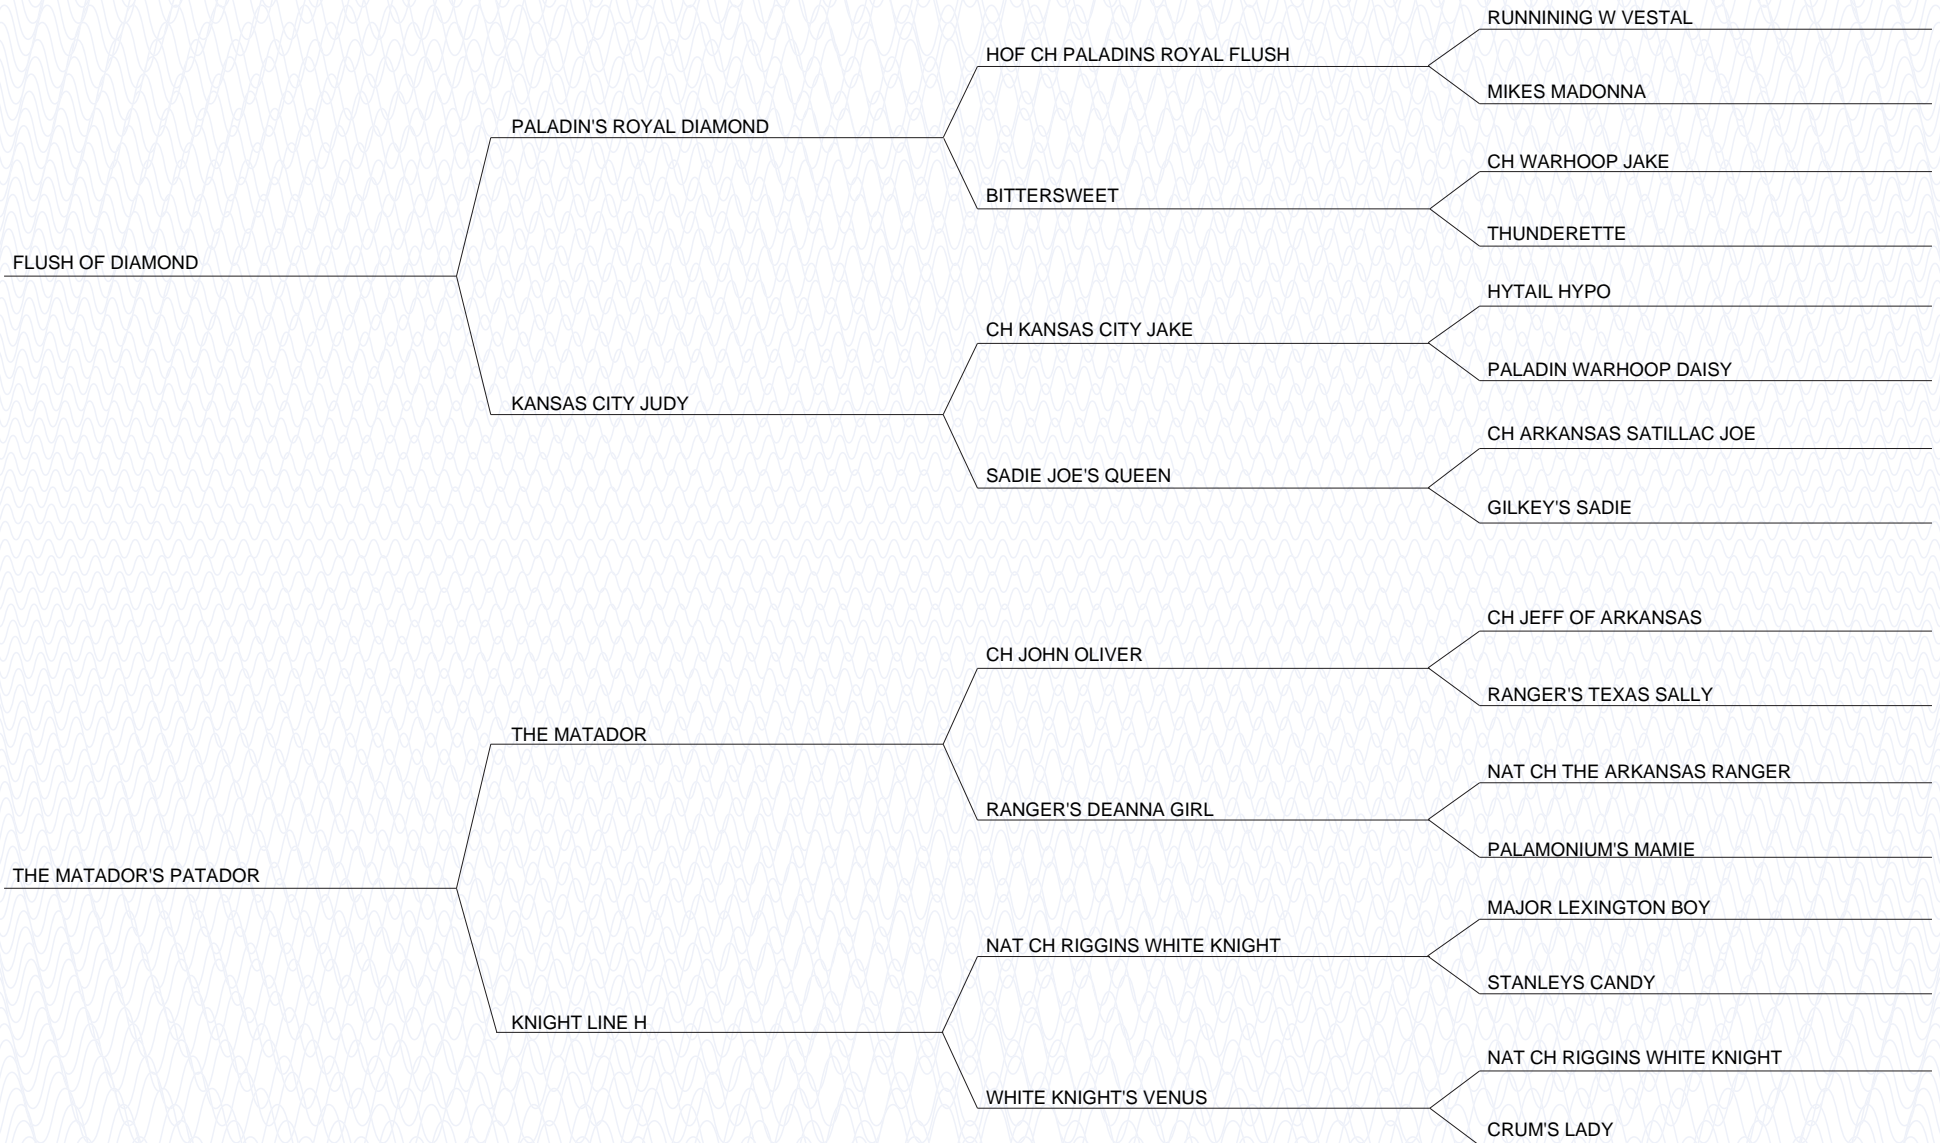 RUNNINING W VESTAL
HOF CH PALADINS ROYAL FLUSH
MIKES MADONNA
PALADIN'S ROYAL DIAMOND
CH WARHOOP JAKE
BITTERSWEET
THUNDERETTE
FLUSH OF DIAMOND
HYTAIL HYPO
CH KANSAS CITY JAKE
PALADIN WARHOOP DAISY
KANSAS CITY JUDY
CH ARKANSAS SATILLAC JOE
SADIE JOE'S QUEEN
GILKEY'S SADIE
CH JEFF OF ARKANSAS
CH JOHN OLIVER
RANGER'S TEXAS SALLY
THE MATADOR
NAT CH THE ARKANSAS RANGER
RANGER'S DEANNA GIRL
PALAMONIUM'S MAMIE
THE MATADOR'S PATADOR
MAJOR LEXINGTON BOY
NAT CH RIGGINS WHITE KNIGHT
STANLEYS CANDY
KNIGHT LINE H
NAT CH RIGGINS WHITE KNIGHT
WHITE KNIGHT'S VENUS
CRUM'S LADY